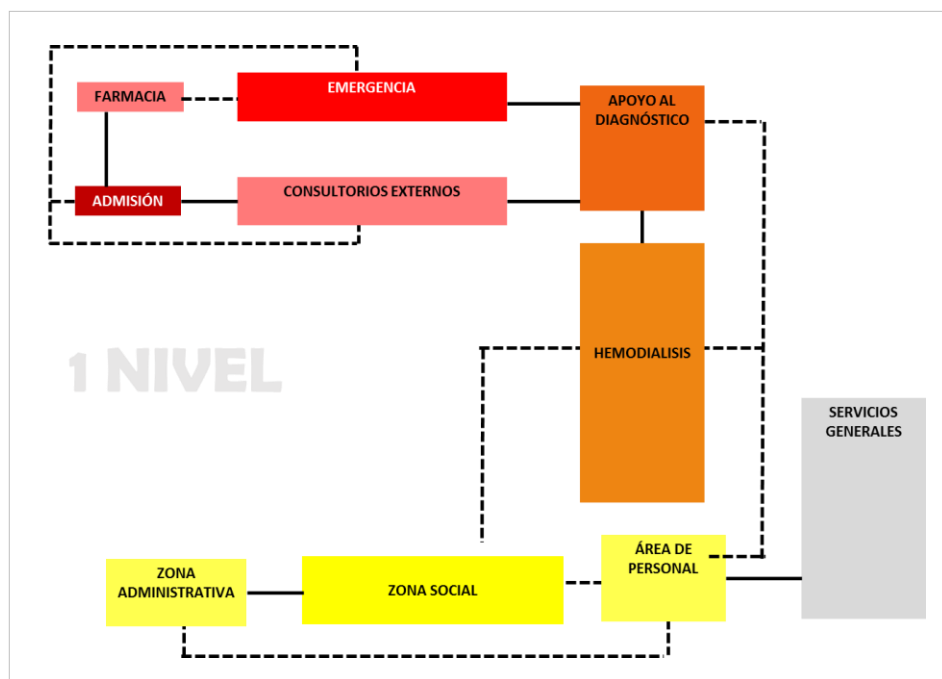 EMERGENCIA
FARMACIA
APOYO AL
DIAGNÓSTICO
ADMISIÓN
CONSULTORIOS EXTERNOS
1 NIVEL
HEMODIALISIS
SERVICIOS
GENERALES
ZONA
ADMINISTRATIVA
ZONA SOCIAL
ÁREA DE
PERSONAL